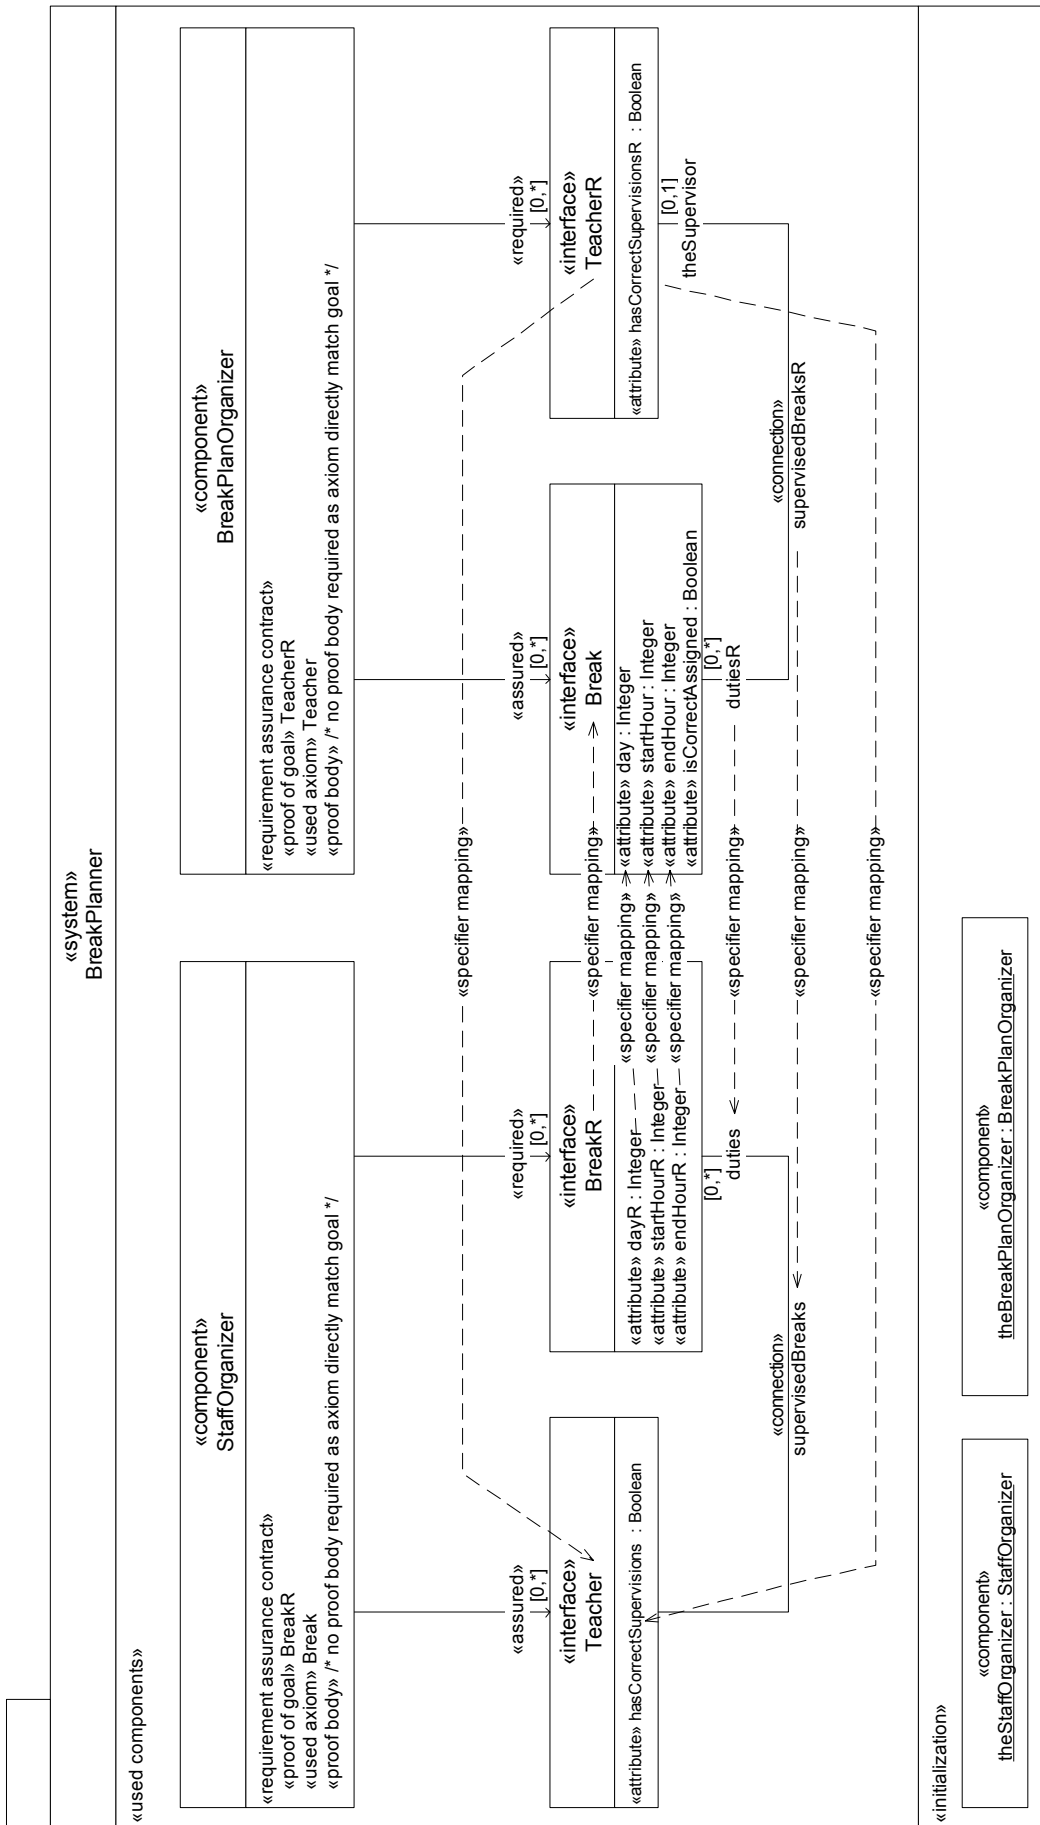 «system»
BreakPlanner
«used components»
«component»
StaffOrganizer
«requirement assurance contract»
«proof of goal» BreakR
«used axiom» Break
«proof body» /* no proof body required as axiom directly match goal */
«component»
BreakPlanOrganizer
«requirement assurance contract»
«proof of goal» TeacherR
«used axiom» Teacher
«proof body» /* no proof body required as axiom directly match goal */
«specifier mapping»
«assured»
[0,*]
«required»
[0,*]
«assured»
[0,*]
«required»
[0,*]
«interface»
Teacher
«attribute» hasCorrectSupervisions : Boolean
«interface»
BreakR
«attribute» dayR : Integer
«attribute» startHourR : Integer
«attribute» endHourR : Integer
«specifier mapping»
«specifier mapping»
«specifier mapping»
«specifier mapping»
«interface»
Break
«attribute» day : Integer
«attribute» startHour : Integer
«attribute» endHour : Integer
«attribute» isCorrectAssigned : Boolean
«interface»
TeacherR
«attribute» hasCorrectSupervisionsR : Boolean
[0,*]
duties
«specifier mapping»
[0,*]
dutiesR
[0,1]
theSupervisor
«connection»
supervisedBreaks
«specifier mapping»
«connection»
supervisedBreaksR
«specifier mapping»
«initialization»
«component»
theStaffOrganizer : StaffOrganizer
«component»
theBreakPlanOrganizer : BreakPlanOrganizer